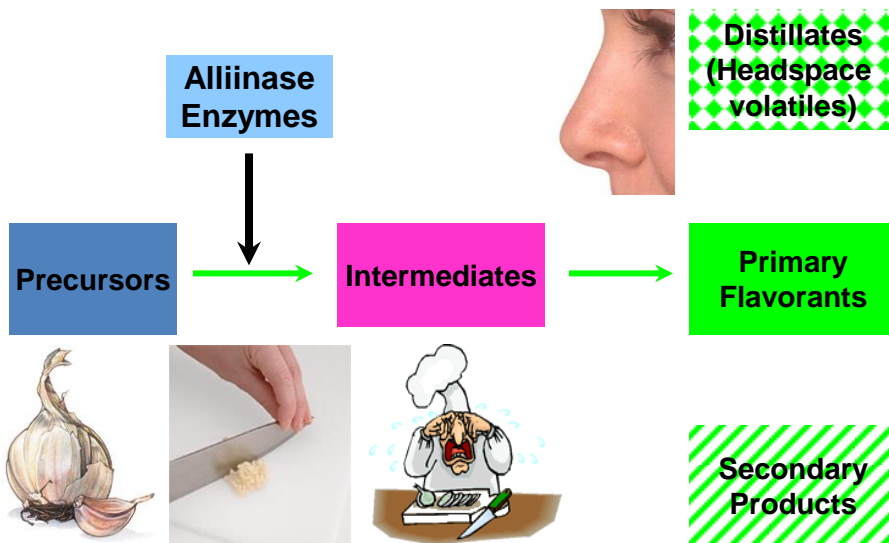 Alliinase
Enzymes
Distillates
(Headspace
volatiles)
Precursors
Intermediates
Primary
Flavorants
Secondary
Products